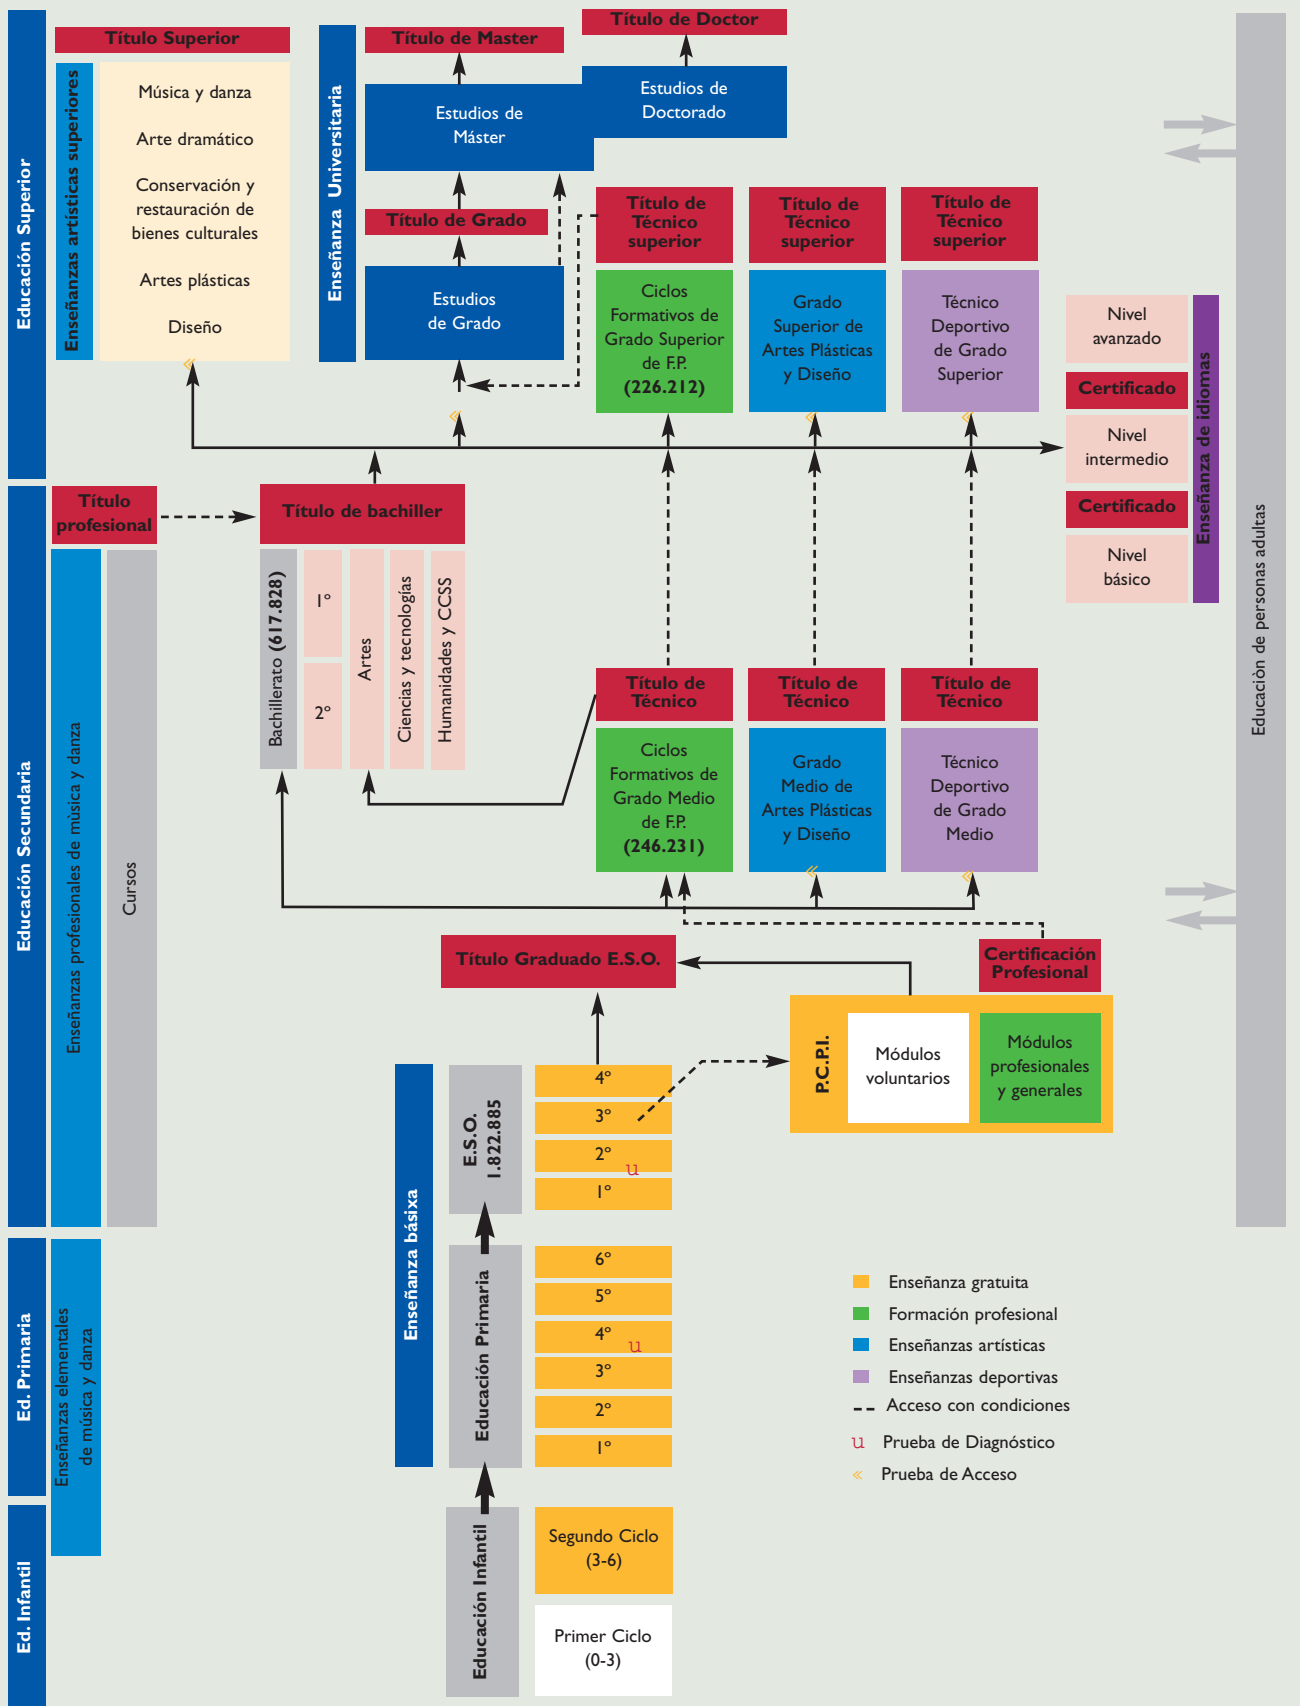 Educación Superior
Título Superior
Enseñanzas artísticas superiores
Música y danza
Arte dramático
Conservación y
restauración de
bienes culturales
Artes plásticas
Diseño
Enseñanza Universitaria
Título de Master
Título de Doctor
Estudios de
Máster
Estudios de
Doctorado
Título de Grado
Estudios
de Grado
Título de
Técnico
superior
Título de
Técnico
superior
Título de
Técnico
superior
Ciclos
Formativos de
Grado Superior
de F.P.
(226.212)
Grado
Superior de
Artes Plásticas
y Diseño
Técnico
Deportivo
de Grado
Superior
Nivel
avanzado
Certificado
Nivel
intermedio
Certificado
Nivel
básico
Enseñanza de idiomas
Educaciòn de personas adultas
Educación Secundaria
Título
profesional
Título de bachiller
Enseñanzas profesionales de mùsica y danza
Cursos
Bachillerato (617.828)
1º
2º
Artes
Ciencias y tecnologías
Humanidades y CCSS
Título de
Técnico
Título de
Técnico
Título de
Técnico
Ciclos
Formativos de
Grado Medio
de F.P.
(246.231)
Grado
Medio de
Artes Plásticas
y Diseño
Técnico
Deportivo
de Grado
Medio
Título Graduado E.S.O.
Certificación
Profesional
P.C.P.I.
Módulos
voluntarios
Módulos
profesionales
y generales
Enseñanza básixa
E.S.O.
1.822.885
4º
3º
2º
u
1º
Ed. Primaria
Enseñanzas elementales
de música y danza
Educación Primaria
6º
5º
4º
u
3º
2º
1º
Enseñanza gratuita
Formación profesional
Enseñanzas artísticas
Enseñanzas deportivas
Acceso con condiciones
u Prueba de Diagnóstico
« Prueba de Acceso
Ed. Infantil
Educación Infantil
Segundo Ciclo
(3-6)
Primer Ciclo
(0-3)